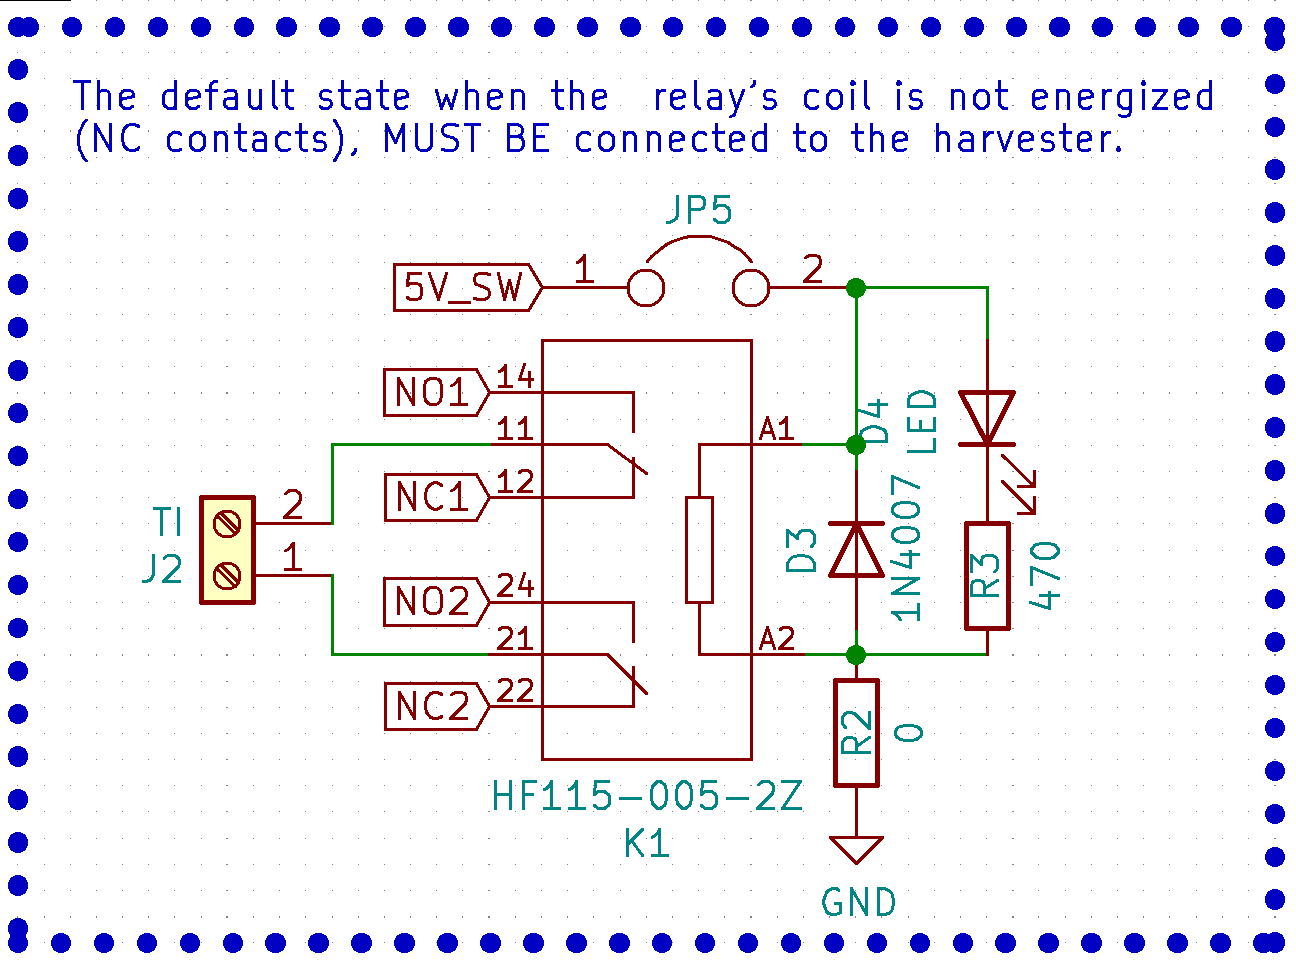 The default state when the relay's coil is not energized
(NC contacts), MUST BE connected to the harvester.
JP5
5V_SW 1 2
NO1 14
11
NC1 12
A1
D4
LED
TI
J2
2
1
D3
1N4007
R3
470
NO2 24
21
NC2 22
A2
R2
0
HF115-005-2Z
K1
GND